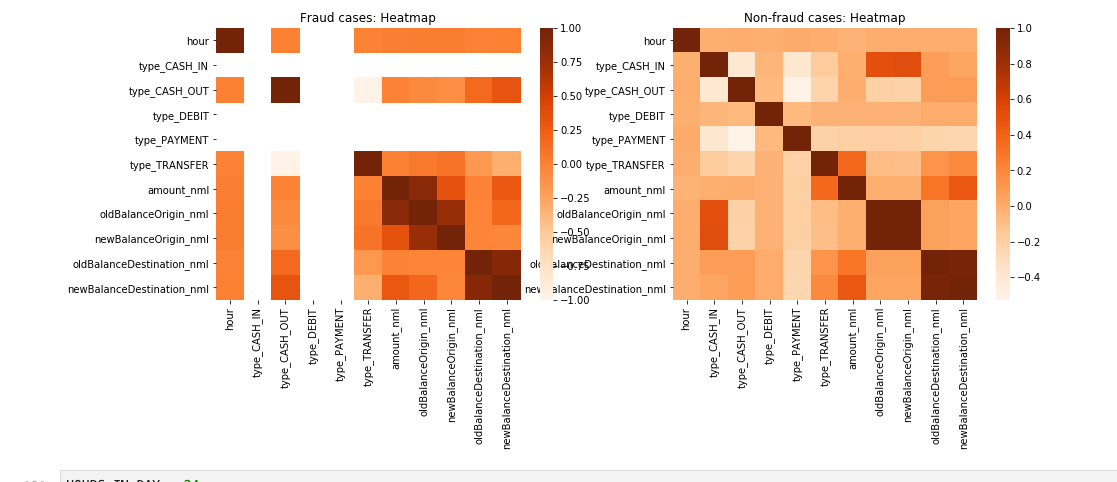 Fraud cases: Heatmap
hour
type_CASH_IN
type_CASH_OUT
type_DEBIT
type_PAYMENT
type_TRANSFER
amount_nml
oldBalanceOrigin_nml
newBalanceOrigin_nml
oldBalanceDestination_nml
newBalanceDestination_nml
hour
type_CASH_IN
type_CASH_OUT
type_DEBIT
type_PAYMENT
type_TRANSFER
amount_nml
oldBalanceOrigin_nml
newBalanceOrigin_nml
oldBalanceDestination_nml
newBalanceDestination_nml
1.00
0.75
0.50
0.25
0.00
−0.25
−0.50
−0.75
−1.00
Non-fraud cases: Heatmap
hour
type_CASH_IN
type_CASH_OUT
type_DEBIT
type_PAYMENT
type_TRANSFER
amount_nml
oldBalanceOrigin_nml
newBalanceOrigin_nml
oldBalanceDestination_nml
newBalanceDestination_nml
hour
type_CASH_IN
type_CASH_OUT
type_DEBIT
type_PAYMENT
type_TRANSFER
amount_nml
oldBalanceOrigin_nml
newBalanceOrigin_nml
oldBalanceDestination_nml
newBalanceDestination_nml
1.0
0.8
0.6
0.4
0.2
0.0
−0.2
−0.4